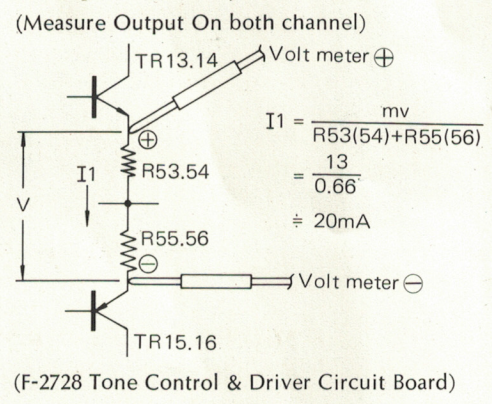 (Measure Output On both channel)
TR13.14
Volt meter ⊕
I1 = mv / R53(54)+R55(56)
= 13 / 0.66
≑ 20mA
⊕
R53.54
I1
V
R55.56
⊖
Volt meter ⊖
TR15.16
(F-2728 Tone Control & Driver Circuit Board)